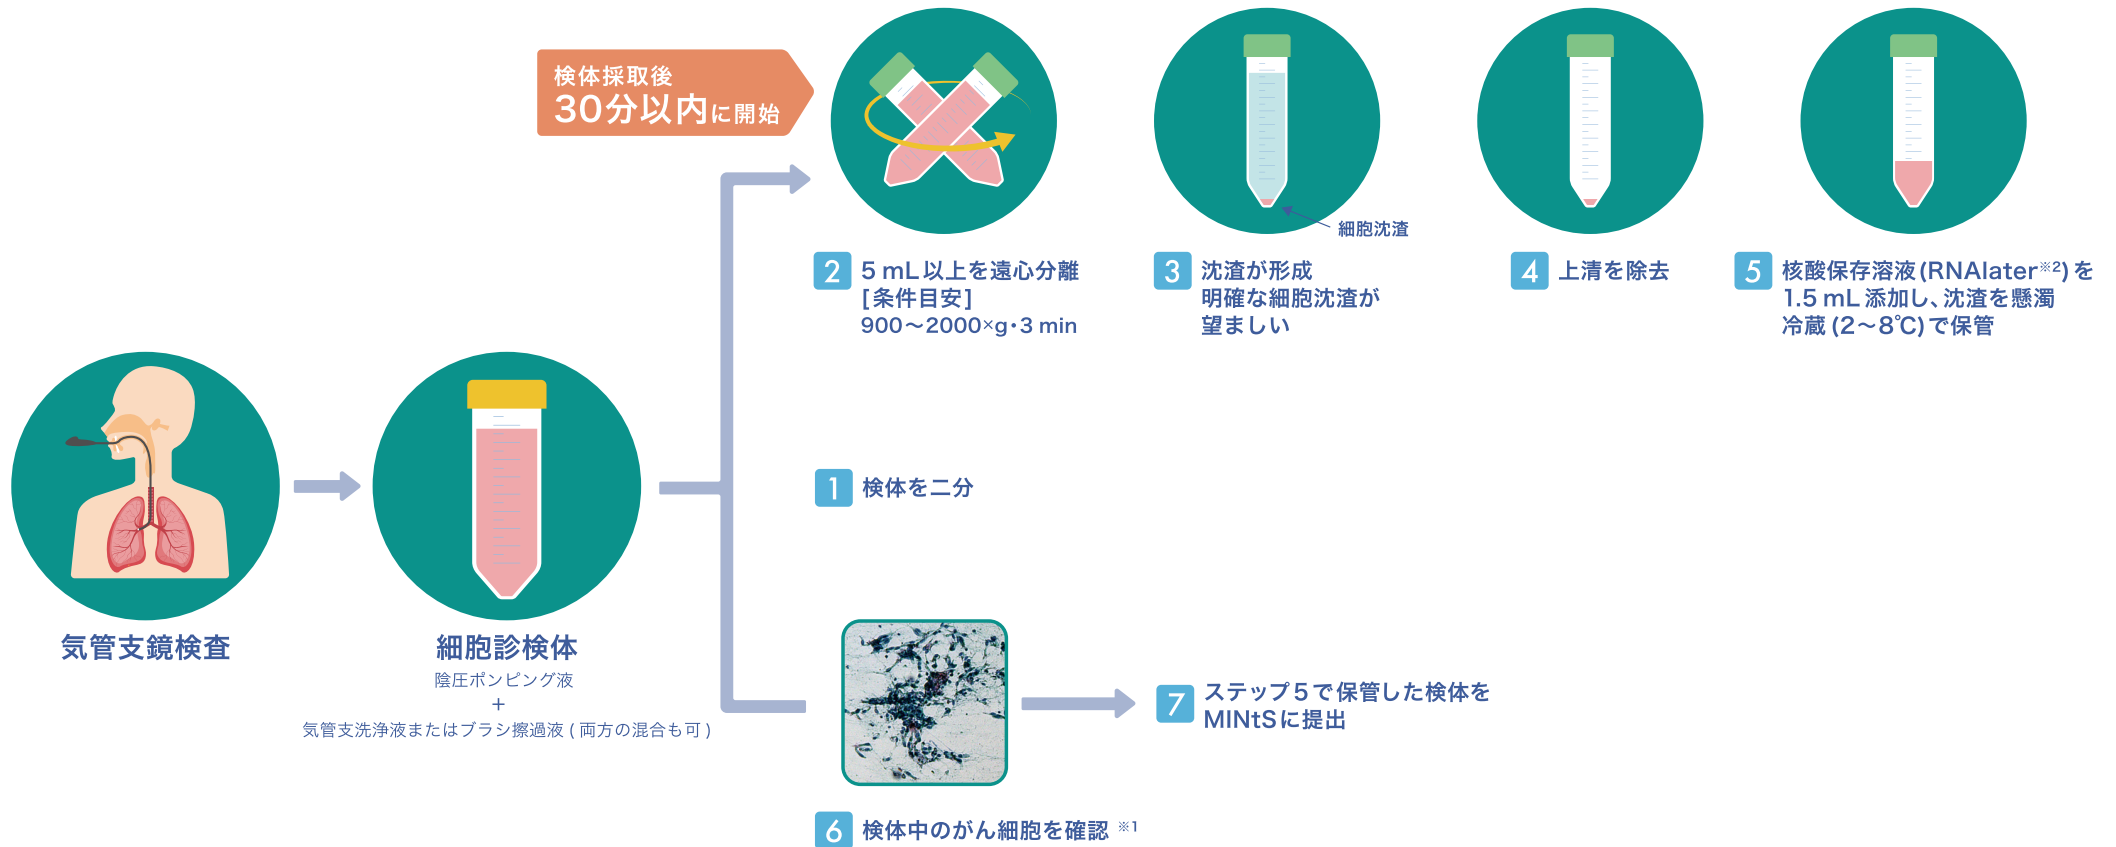 検体採取後
30分以内に開始
細胞沈渣
2 5 mL以上を遠心分離
[条件目安]
900〜2000×g・3 min
3 沈渣が形成
明確な細胞沈渣が
望ましい
4 上清を除去
5 核酸保存溶液(RNAlater※2)を
1.5 mL添加し、沈渣を懸濁
冷蔵(2〜8℃)で保管
1 検体を二分
気管支鏡検査
細胞診検体
陰圧ポンピング液
+
気管支洗浄液またはブラシ擦過液(両方の混合も可)
6 検体中のがん細胞を確認 ※1
7 ステップ5で保管した検体を
MINtSに提出